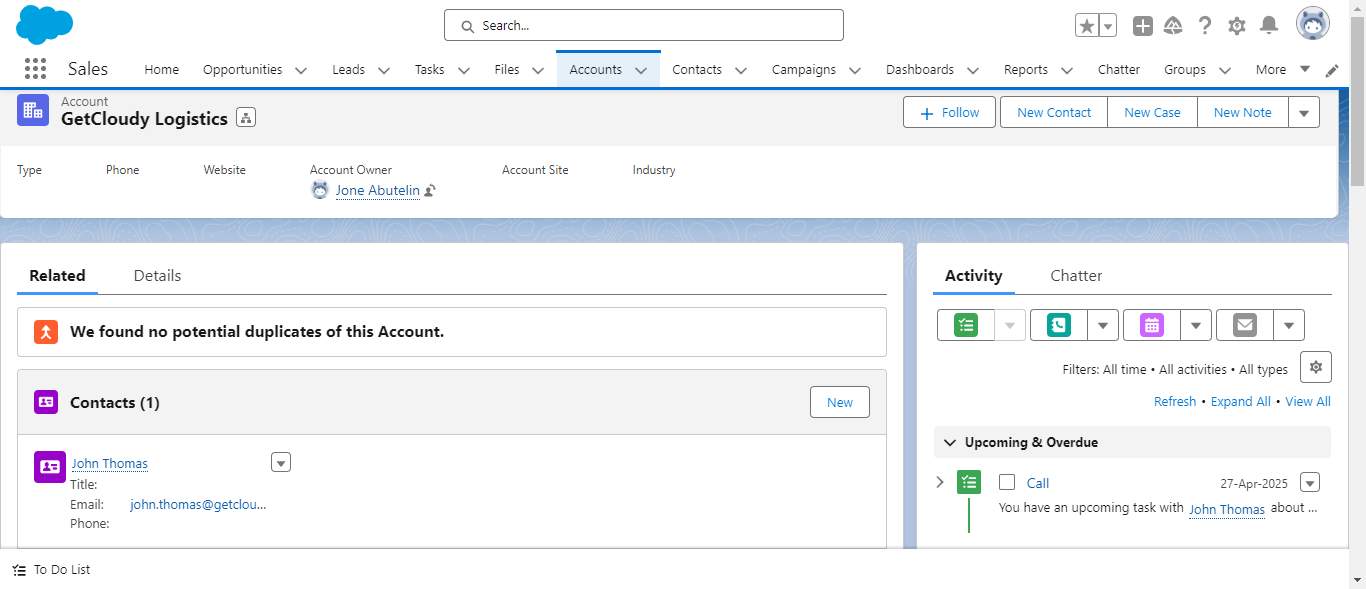 Search...
Sales
Home
Opportunities
Leads
Tasks
Files
Accounts
Contacts
Campaigns
Dashboards
Reports
Chatter
Groups
More
Account
GetCloudy Logistics
Follow
New Contact
New Case
New Note
Type
Phone
Website
Account Owner
Account Site
Industry
Jone Abutelin
Related
Details
We found no potential duplicates of this Account.
Contacts (1)
New
John Thomas
Title:
Email: john.thomas@getclou...
Phone:
Activity
Chatter
Filters: All time • All activities • All types
Refresh • Expand All • View All
Upcoming & Overdue
Call
27-Apr-2025
You have an upcoming task with John Thomas about ...
To Do List